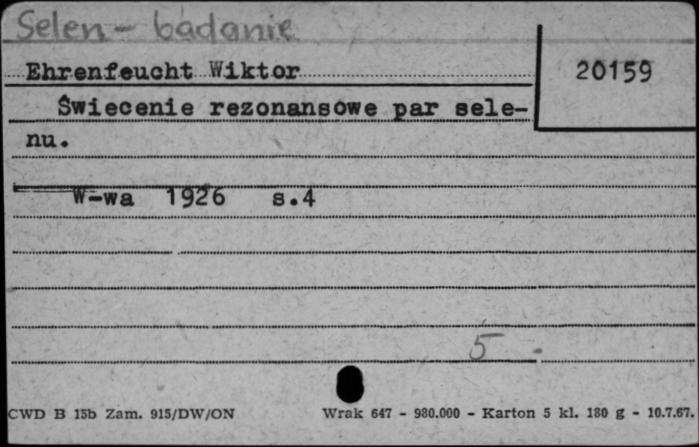 Selen - badanie
Ehrenfeucht Wiktor
20159
Świecenie rezonansowe par sele-
nu.
W-wa 1926 s.4
5
CWD B 15b Zam. 915/DW/ON
Wrak 647 - 980.000 - Karton 5 kl. 180 g - 10.7.67.